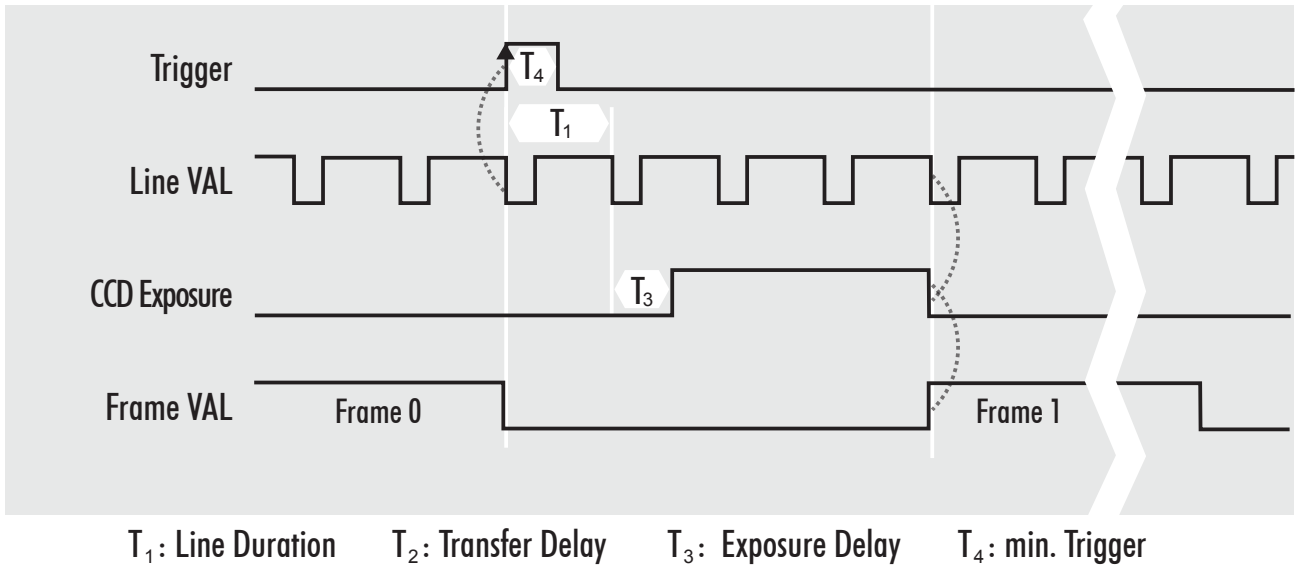 Trigger
T₄
T₁
Line VAL
CCD Exposure
T₃
Frame VAL
Frame 0
Frame 1
T₁: Line Duration T₂: Transfer Delay T₃: Exposure Delay T₄: min. Trigger